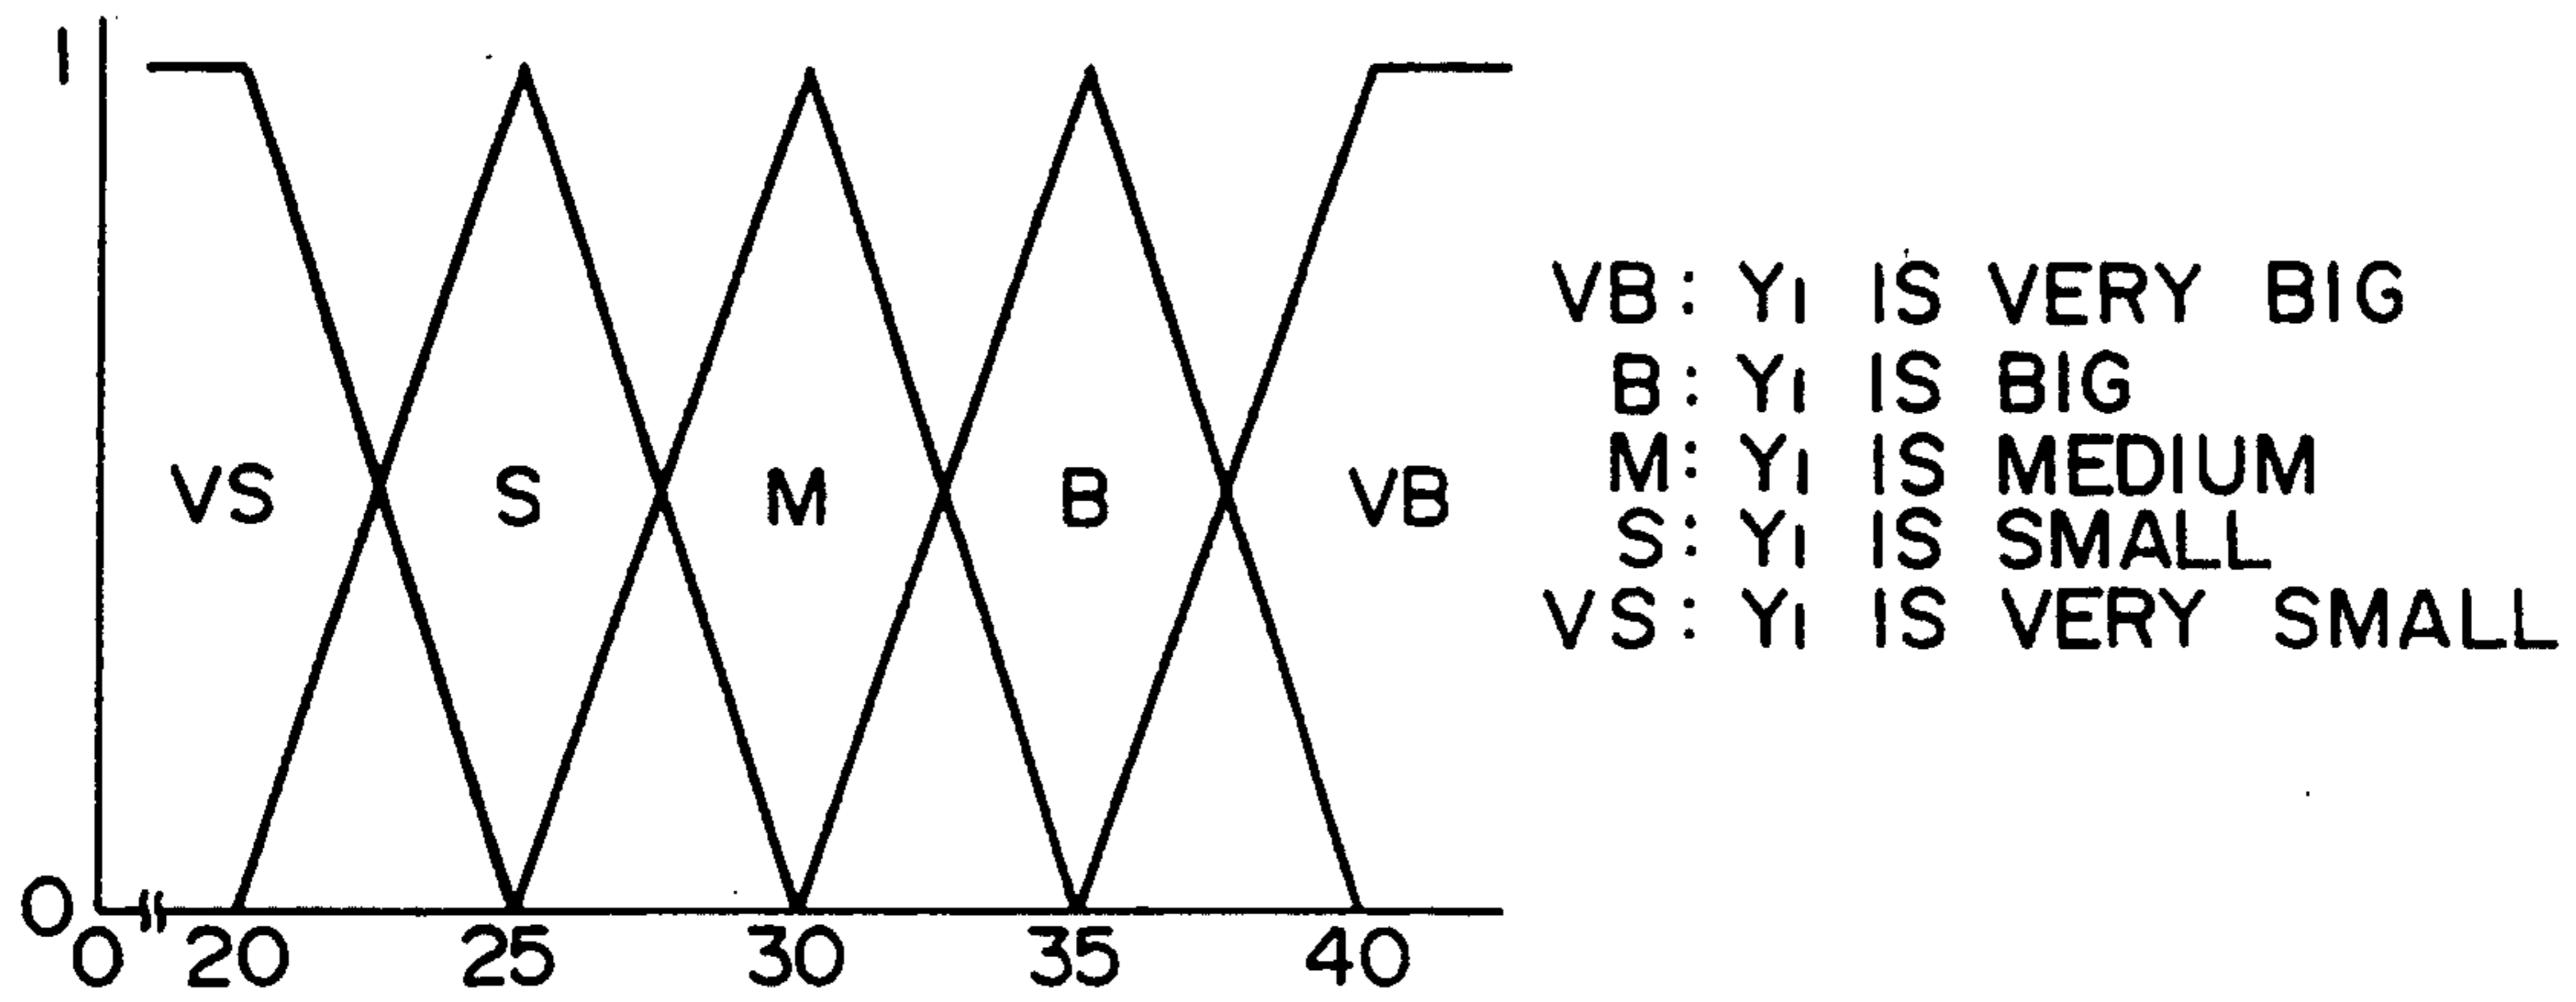 1
VS S M B VB
0
0 20 25 30 35 40
VB: Y1 IS VERY BIG
B: Y1 IS BIG
M: Y1 IS MEDIUM
S: Y1 IS SMALL
VS: Y1 IS VERY SMALL